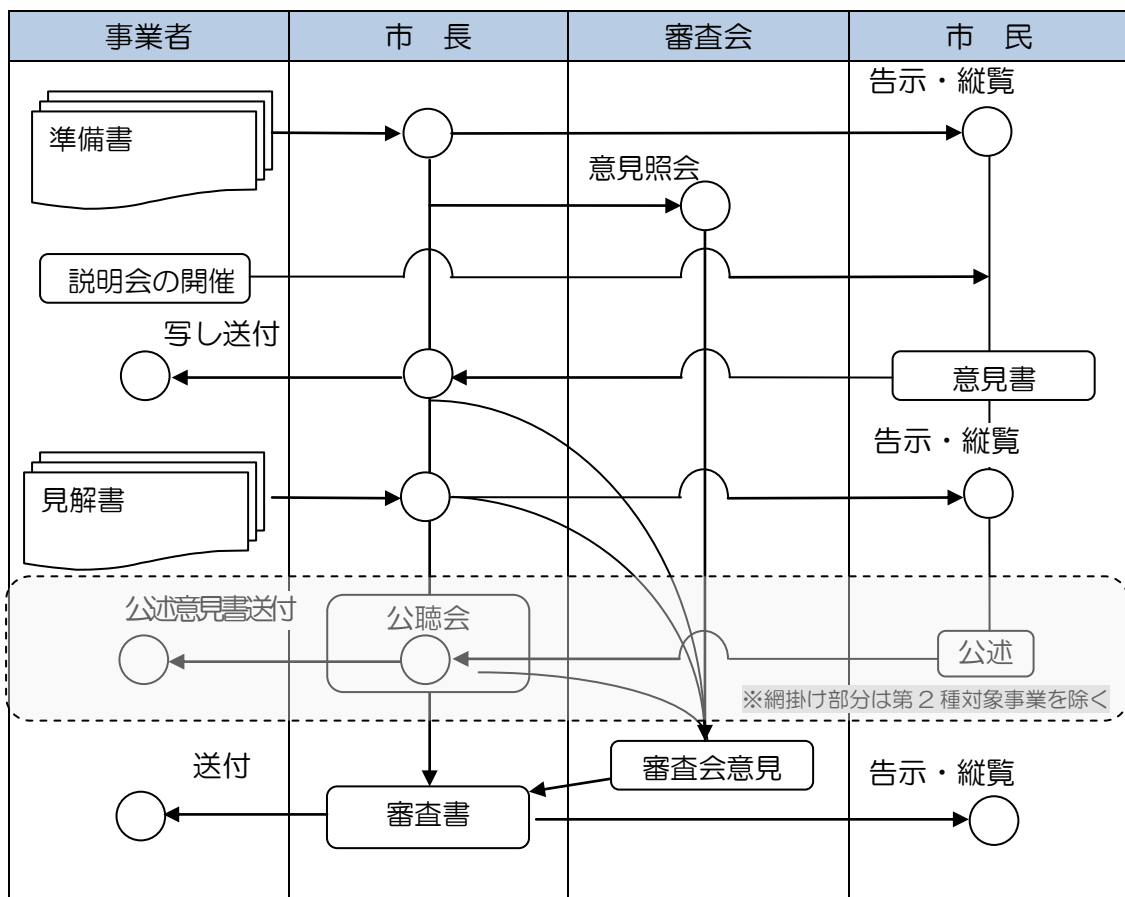 事業者
市 長
審査会
市 民
告示・縦覧
準備書
意見照会
説明会の開催
写し送付
意見書
告示・縦覧
見解書
公述意見書送付
公聴会
公述
※網掛け部分は第2種対象事業を除く
送付
審査会意見
告示・縦覧
審査書